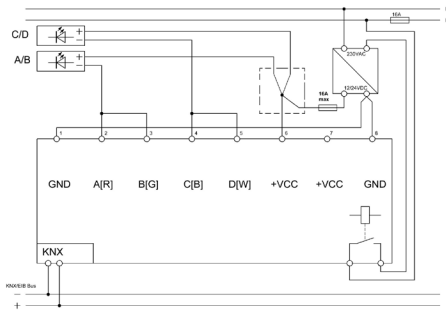 16A
C/D + −
A/B + −
230VAC
12/24VDC
16A
max
1 2 3 4 5 6 7 8
GND A[R] B[G] C[B] D[W] +VCC +VCC GND
KNX
KNX/EIB Bus
−
+